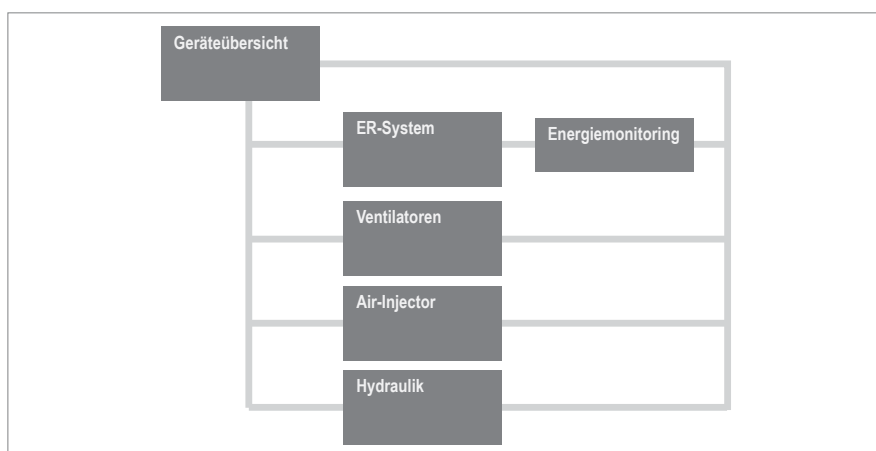 Geräteübersicht
ER-System
Energiemonitoring
Ventilatoren
Air-Injector
Hydraulik